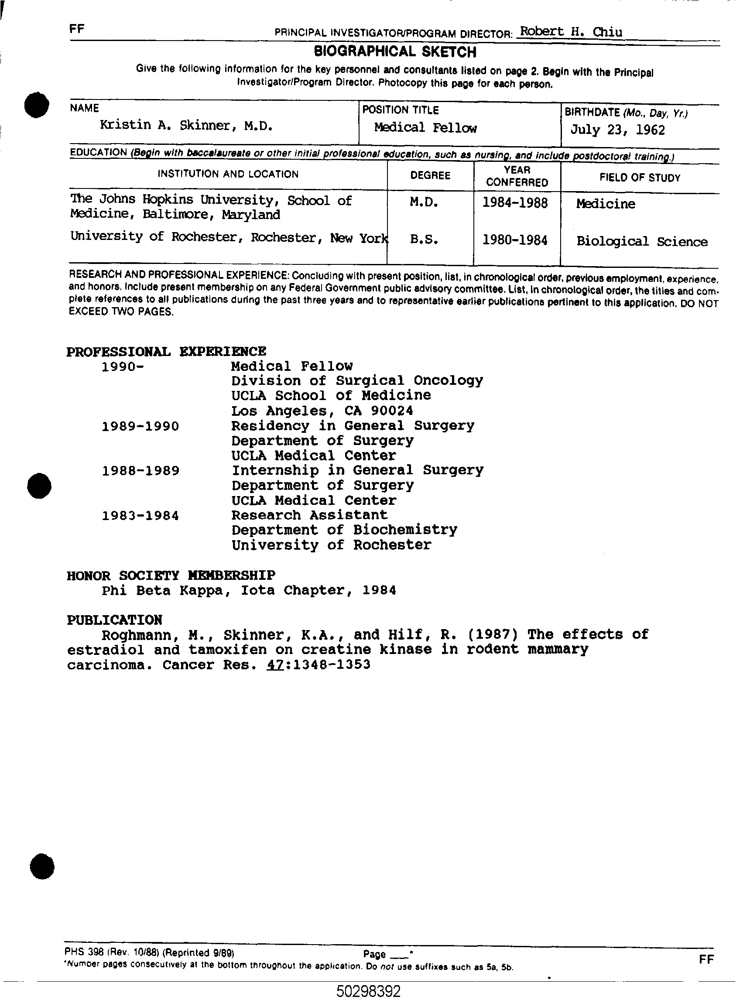 FF
PRINCIPAL INVESTIGATOR/PROGRAM DIRECTOR: Robert H. Chiu
BIOGRAPHICAL SKETCH
Give the following information for the key personnel and consultants listed on page 2. Begin with the Principal
Investigator/Program Director. Photocopy this page for each person.
NAME POSITION TITLE BIRTHDATE (Mo., Day, Yr.)
Kristin A. Skinner, M.D. Medical Fellow July 23, 1962
EDUCATION (Begin with baccalaureate or other initial professional education, such as nursing, and include postdoctoral training.)
INSTITUTION AND LOCATION DEGREE YEAR CONFERRED FIELD OF STUDY
The Johns Hopkins University, School of M.D. 1984-1988 Medicine
Medicine, Baltimore, Maryland
University of Rochester, Rochester, New York B.S. 1980-1984 Biological Science
RESEARCH AND PROFESSIONAL EXPERIENCE: Concluding with present position, list, in chronological order, previous employment, experience,
and honors. Include present membership on any Federal Government public advisory committee. List, in chronological order, the titles and com-
plete references to all publications during the past three years and to representative earlier publications pertinent to this application. DO NOT
EXCEED TWO PAGES.
PROFESSIONAL EXPERIENCE
1990- Medical Fellow
Division of Surgical Oncology
UCLA School of Medicine
Los Angeles, CA 90024
1989-1990 Residency in General Surgery
Department of Surgery
UCLA Medical Center
1988-1989 Internship in General Surgery
Department of Surgery
UCLA Medical Center
1983-1984 Research Assistant
Department of Biochemistry
University of Rochester
HONOR SOCIETY MEMBERSHIP
Phi Beta Kappa, Iota Chapter, 1984
PUBLICATION
Roghmann, M., Skinner, K.A., and Hilf, R. (1987) The effects of
estradiol and tamoxifen on creatine kinase in rodent mammary
carcinoma. Cancer Res. 47:1348-1353
PHS 398 (Rev. 10/88) (Reprinted 9/89) Page ___*
*Number pages consecutively at the bottom throughout the application. Do not use suffixes such as 5a, 5b.
FF
50298392